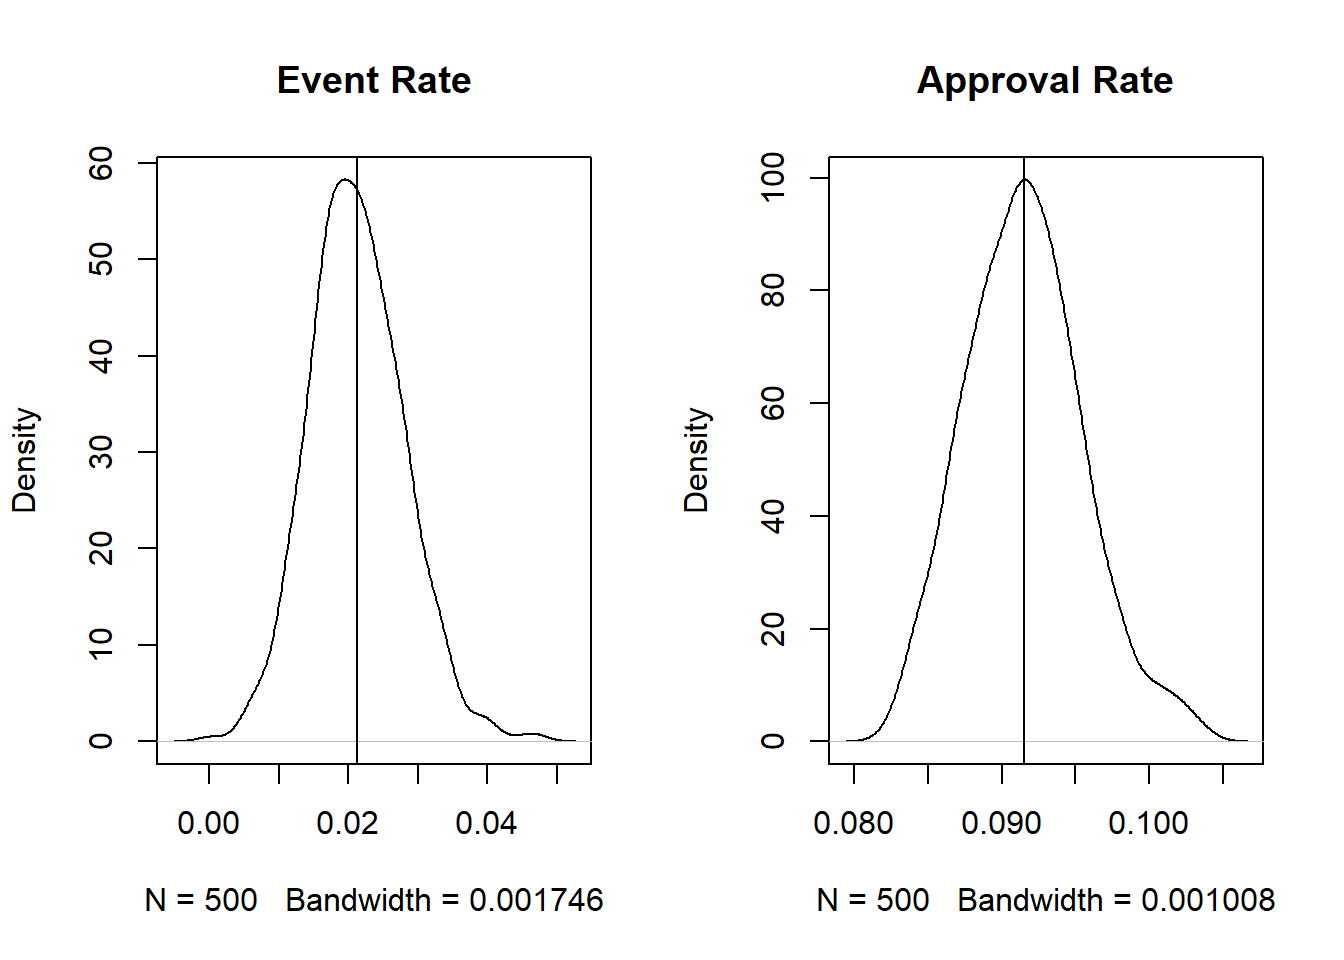 Event Rate
Density
60
50
40
30
20
10
0
0.00 0.02 0.04
N = 500 Bandwidth = 0.001746
Approval Rate
Density
100
80
60
40
20
0
0.080 0.090 0.100
N = 500 Bandwidth = 0.001008